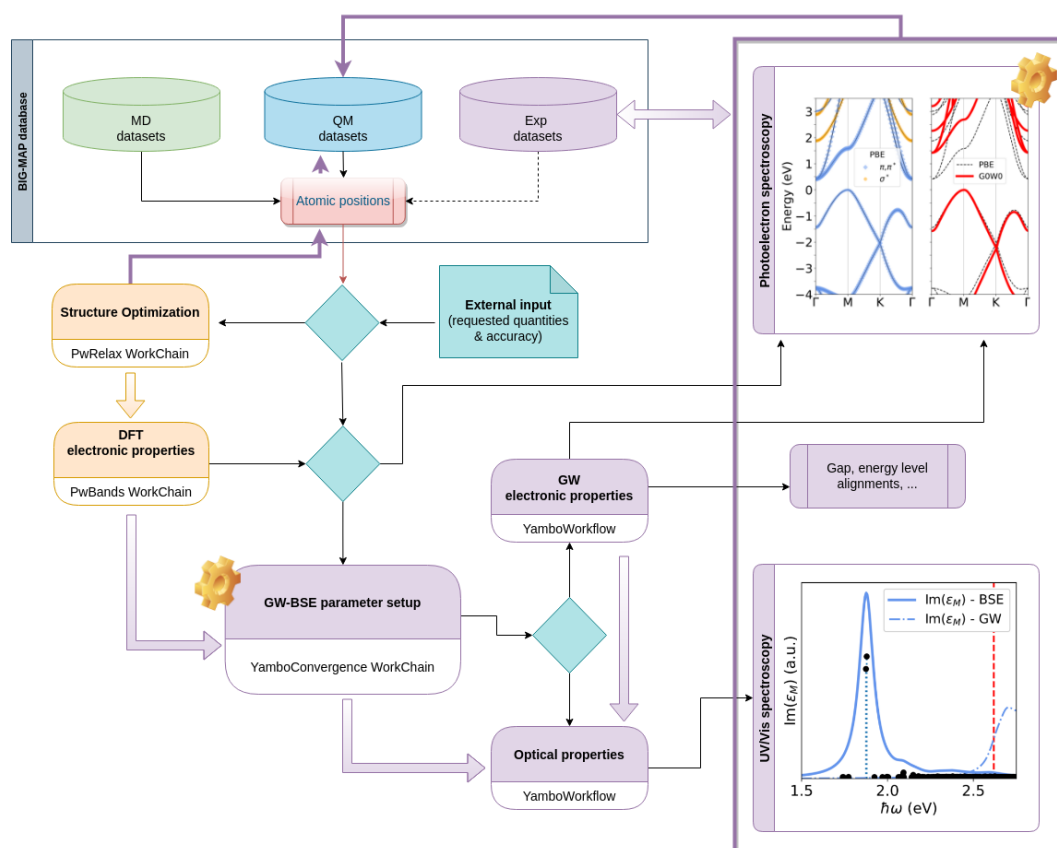 BIG-MAP database
MD
datasets
QM
datasets
Exp
datasets
Atomic positions
Structure Optimization
PwRelax WorkChain
External input
(requested quantities
& accuracy)
DFT
electronic properties
PwBands WorkChain
GW-BSE parameter setup
YamboConvergence WorkChain
GW
electronic properties
YamboWorkflow
Optical properties
YamboWorkflow
Gap, energy level
alignments, ...
Photoelectron spectroscopy
Energy (eV)
3
2
1
0
−1
−2
−3
−4
PBE
π,π*
σ*
Γ M K Γ
PBE
G0W0
Γ M K Γ
UV/Vis spectroscopy
Im(ε_M) (a.u.)
Im(ε_M) - BSE
Im(ε_M) - GW
1.5 2.0 2.5
ħω (eV)